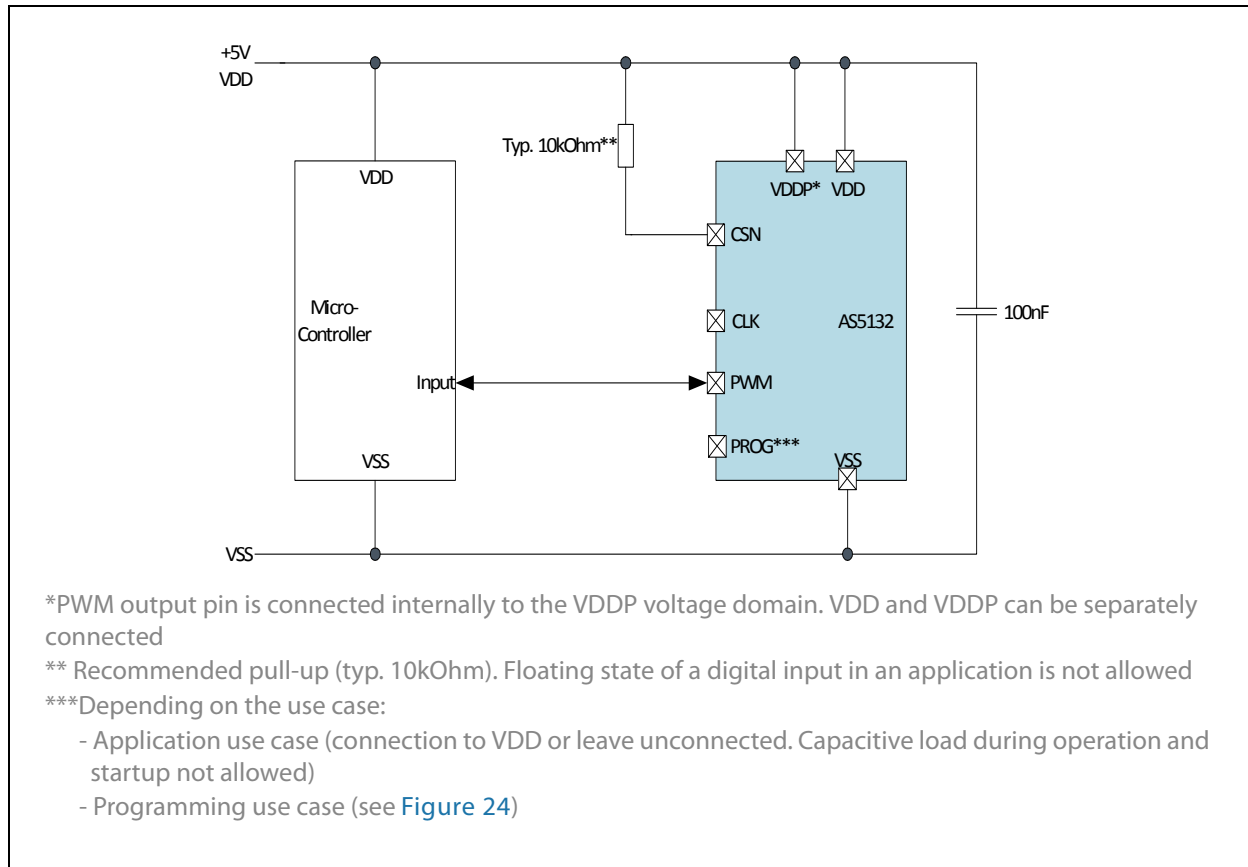 +5V
VDD
Typ. 10kOhm**
VDD
VDDP*
VDD
CSN
Micro-
Controller
CLK
AS5132
100nF
Input
PWM
PROG***
VSS
VSS
VSS
*PWM output pin is connected internally to the VDDP voltage domain. VDD and VDDP can be separately
connected
** Recommended pull-up (typ. 10kOhm). Floating state of a digital input in an application is not allowed
***Depending on the use case:
- Application use case (connection to VDD or leave unconnected. Capacitive load during operation and
startup not allowed)
- Programming use case (see Figure 24)